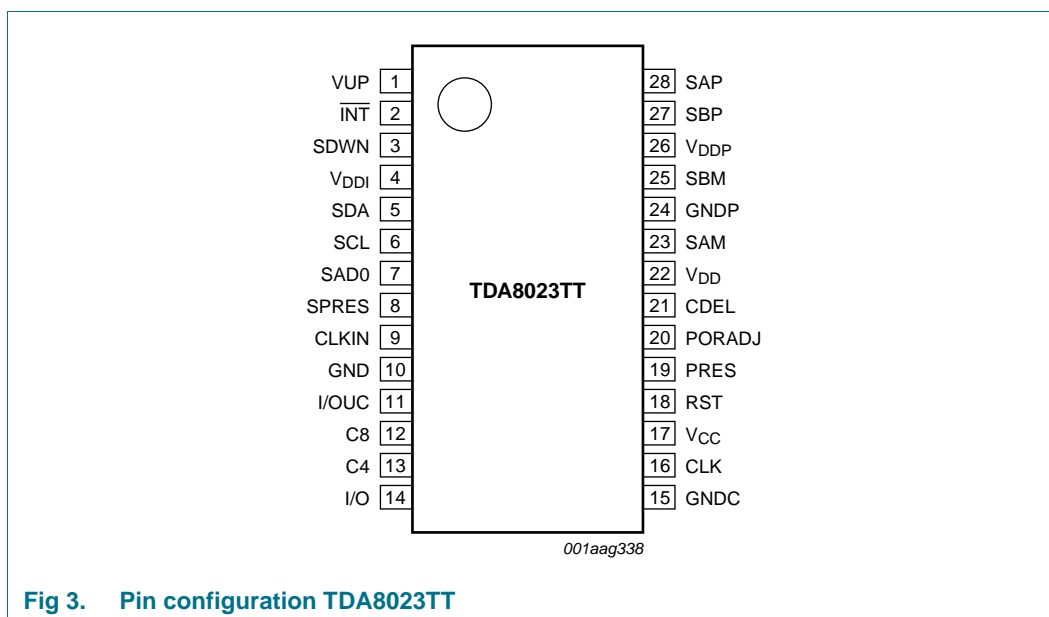 VUP 1 28 SAP
INT 2 27 SBP
SDWN 3 26 VDDP
VDDI 4 25 SBM
SDA 5 24 GNDP
SCL 6 23 SAM
SAD0 7 22 VDD
TDA8023TT
SPRES 8 21 CDEL
CLKIN 9 20 PORADJ
GND 10 19 PRES
I/OUC 11 18 RST
C8 12 17 VCC
C4 13 16 CLK
I/O 14 15 GNDC
001aag338
Fig 3. Pin configuration TDA8023TT